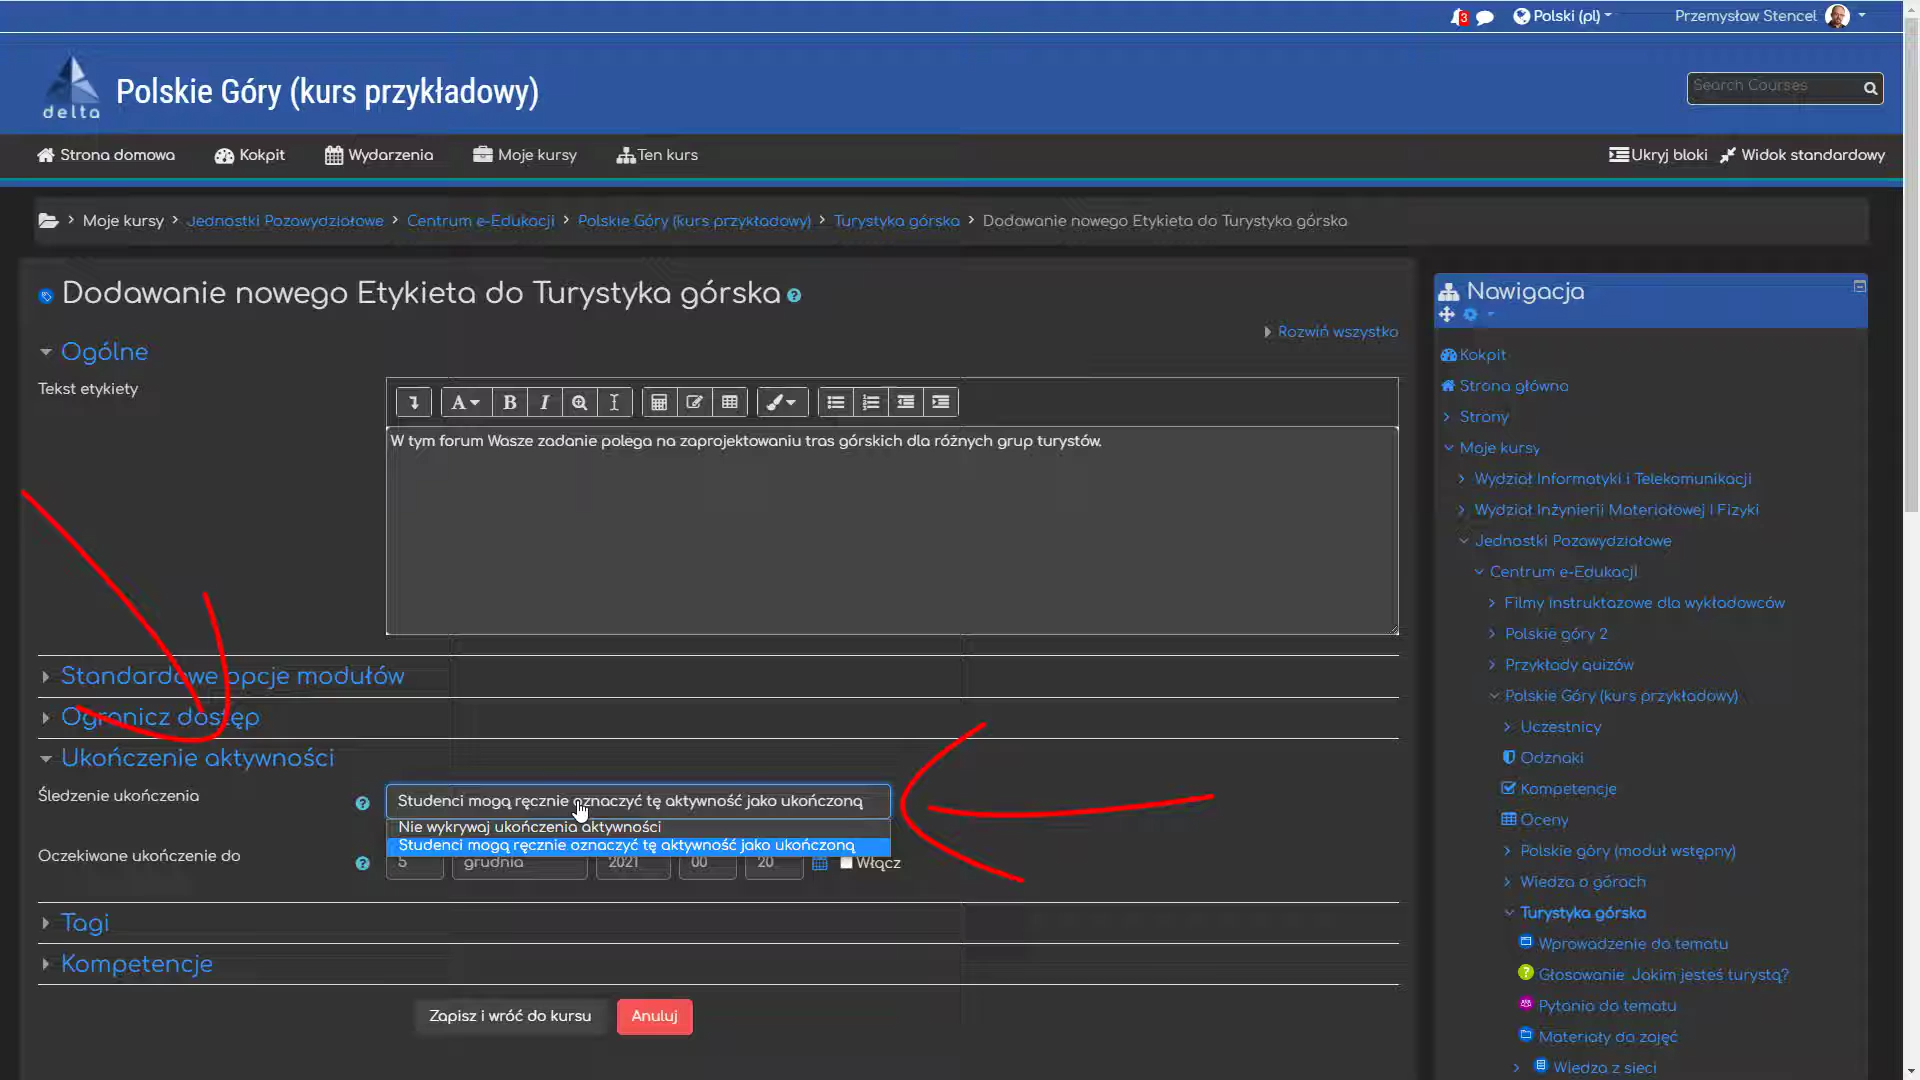 3
Polski (pl)
Przemysław Stencel
delta
Polskie Góry (kurs przykładowy)
Search Courses
Strona domowa
Kokpit
Wydarzenia
Moje kursy
Ten kurs
Ukryj bloki
Widok standardowy
Moje kursy > Jednostki Pozawydziałowe > Centrum e-Edukacji > Polskie Góry (kurs przykładowy) > Turystyka górska > Dodawanie nowego Etykieta do Turystyka górska
Dodawanie nowego Etykieta do Turystyka górska
Rozwiń wszystko
Ogólne
Tekst etykiety
W tym forum Wasze zadanie polega na zaprojektowaniu tras górskich dla różnych grup turystów.
Standardowe opcje modułów
Ogranicz dostęp
Ukończenie aktywności
Śledzenie ukończenia
Studenci mogą ręcznie oznaczyć tę aktywność jako ukończoną
Nie wykrywaj ukończenia aktywności
Studenci mogą ręcznie oznaczyć tę aktywność jako ukończoną
Oczekiwane ukończenie do
5 grudnia 2021 00 20 Włącz
Tagi
Kompetencje
Zapisz i wróć do kursu
Anuluj
Nawigacja
Kokpit
Strona główna
Strony
Moje kursy
Wydział Informatyki i Telekomunikacji
Wydział Inżynierii Materiałowej I Fizyki
Jednostki Pozawydziałowe
Centrum e-Edukacji
Filmy instruktażowe dla wykładowców
Polskie góry 2
Przykłady quizów
Polskie Góry (kurs przykładowy)
Uczestnicy
Odznaki
Kompetencje
Oceny
Polskie góry (moduł wstępny)
Wiedza o górach
Turystyka górska
Wprowadzenie do tematu
Głosowanie: Jakim jesteś turystą?
Pytania do tematu
Materiały do zajęć
Wiedza z sieci